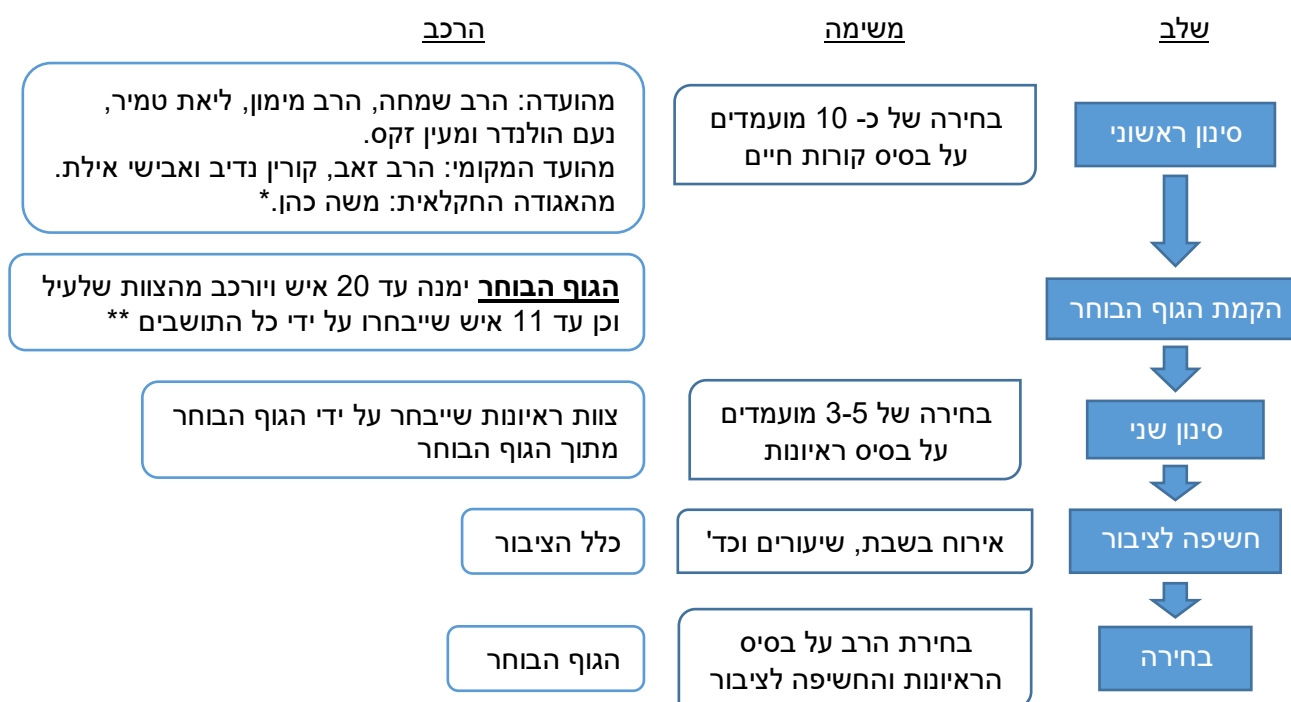 שלב
משימה
הרכב
סינון ראשוני
בחירה של כ- 10 מועמדים
על בסיס קורות חיים
מהועדה: הרב שמחה, הרב מימון, ליאת טמיר,
נעם הולנדר ומעין זקס.
מהועד המקומי: הרב זאב, קורין נדיב ואבישי אילת.
מהאגודה החקלאית: משה כהן.*
הקמת הגוף הבוחר
הגוף הבוחר ימנה עד 20 איש ויורכב מהצוות שלעיל
וכן עד 11 איש שייבחרו על ידי כל התושבים **
סינון שני
בחירה של 3-5 מועמדים
על בסיס ראיונות
צוות ראיונות שייבחר על ידי הגוף הבוחר
מתוך הגוף הבוחר
חשיפה לציבור
אירוח בשבת, שיעורים וכד'
כלל הציבור
בחירה
בחירת הרב על בסיס
הראיונות והחשיפה לציבור
הגוף הבוחר